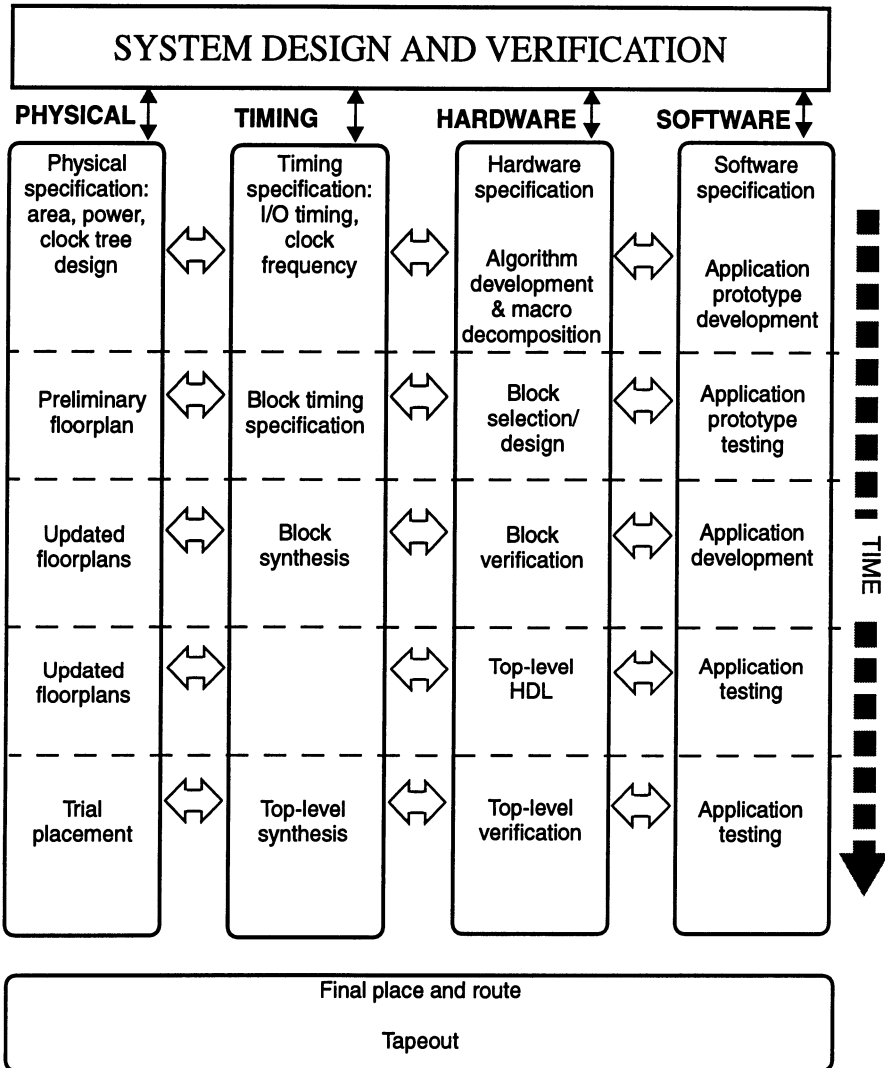 SYSTEM DESIGN AND VERIFICATION
PHYSICAL
TIMING
HARDWARE
SOFTWARE
Physical
specification:
area, power,
clock tree
design
Timing
specification:
I/O timing,
clock
frequency
Hardware
specification
Algorithm
development
& macro
decomposition
Software
specification
Application
prototype
development
Preliminary
floorplan
Block timing
specification
Block
selection/
design
Application
prototype
testing
Updated
floorplans
Block
synthesis
Block
verification
Application
development
TIME
Updated
floorplans
Top-level
HDL
Application
testing
Trial
placement
Top-level
synthesis
Top-level
verification
Application
testing
Final place and route
Tapeout